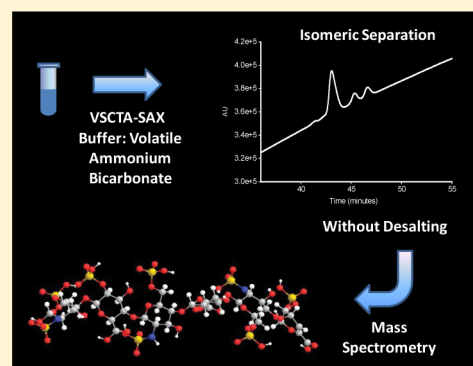 Isomeric Separation
VSCTA-SAX
Buffer: Volatile
Ammonium
Bicarbonate
4.2e+5
4.0e+5
3.8e+5
3.6e+5
3.4e+5
3.2e+5
3.0e+5
AU
40
45
50
55
Time (minutes)
Without Desalting
Mass
Spectrometry